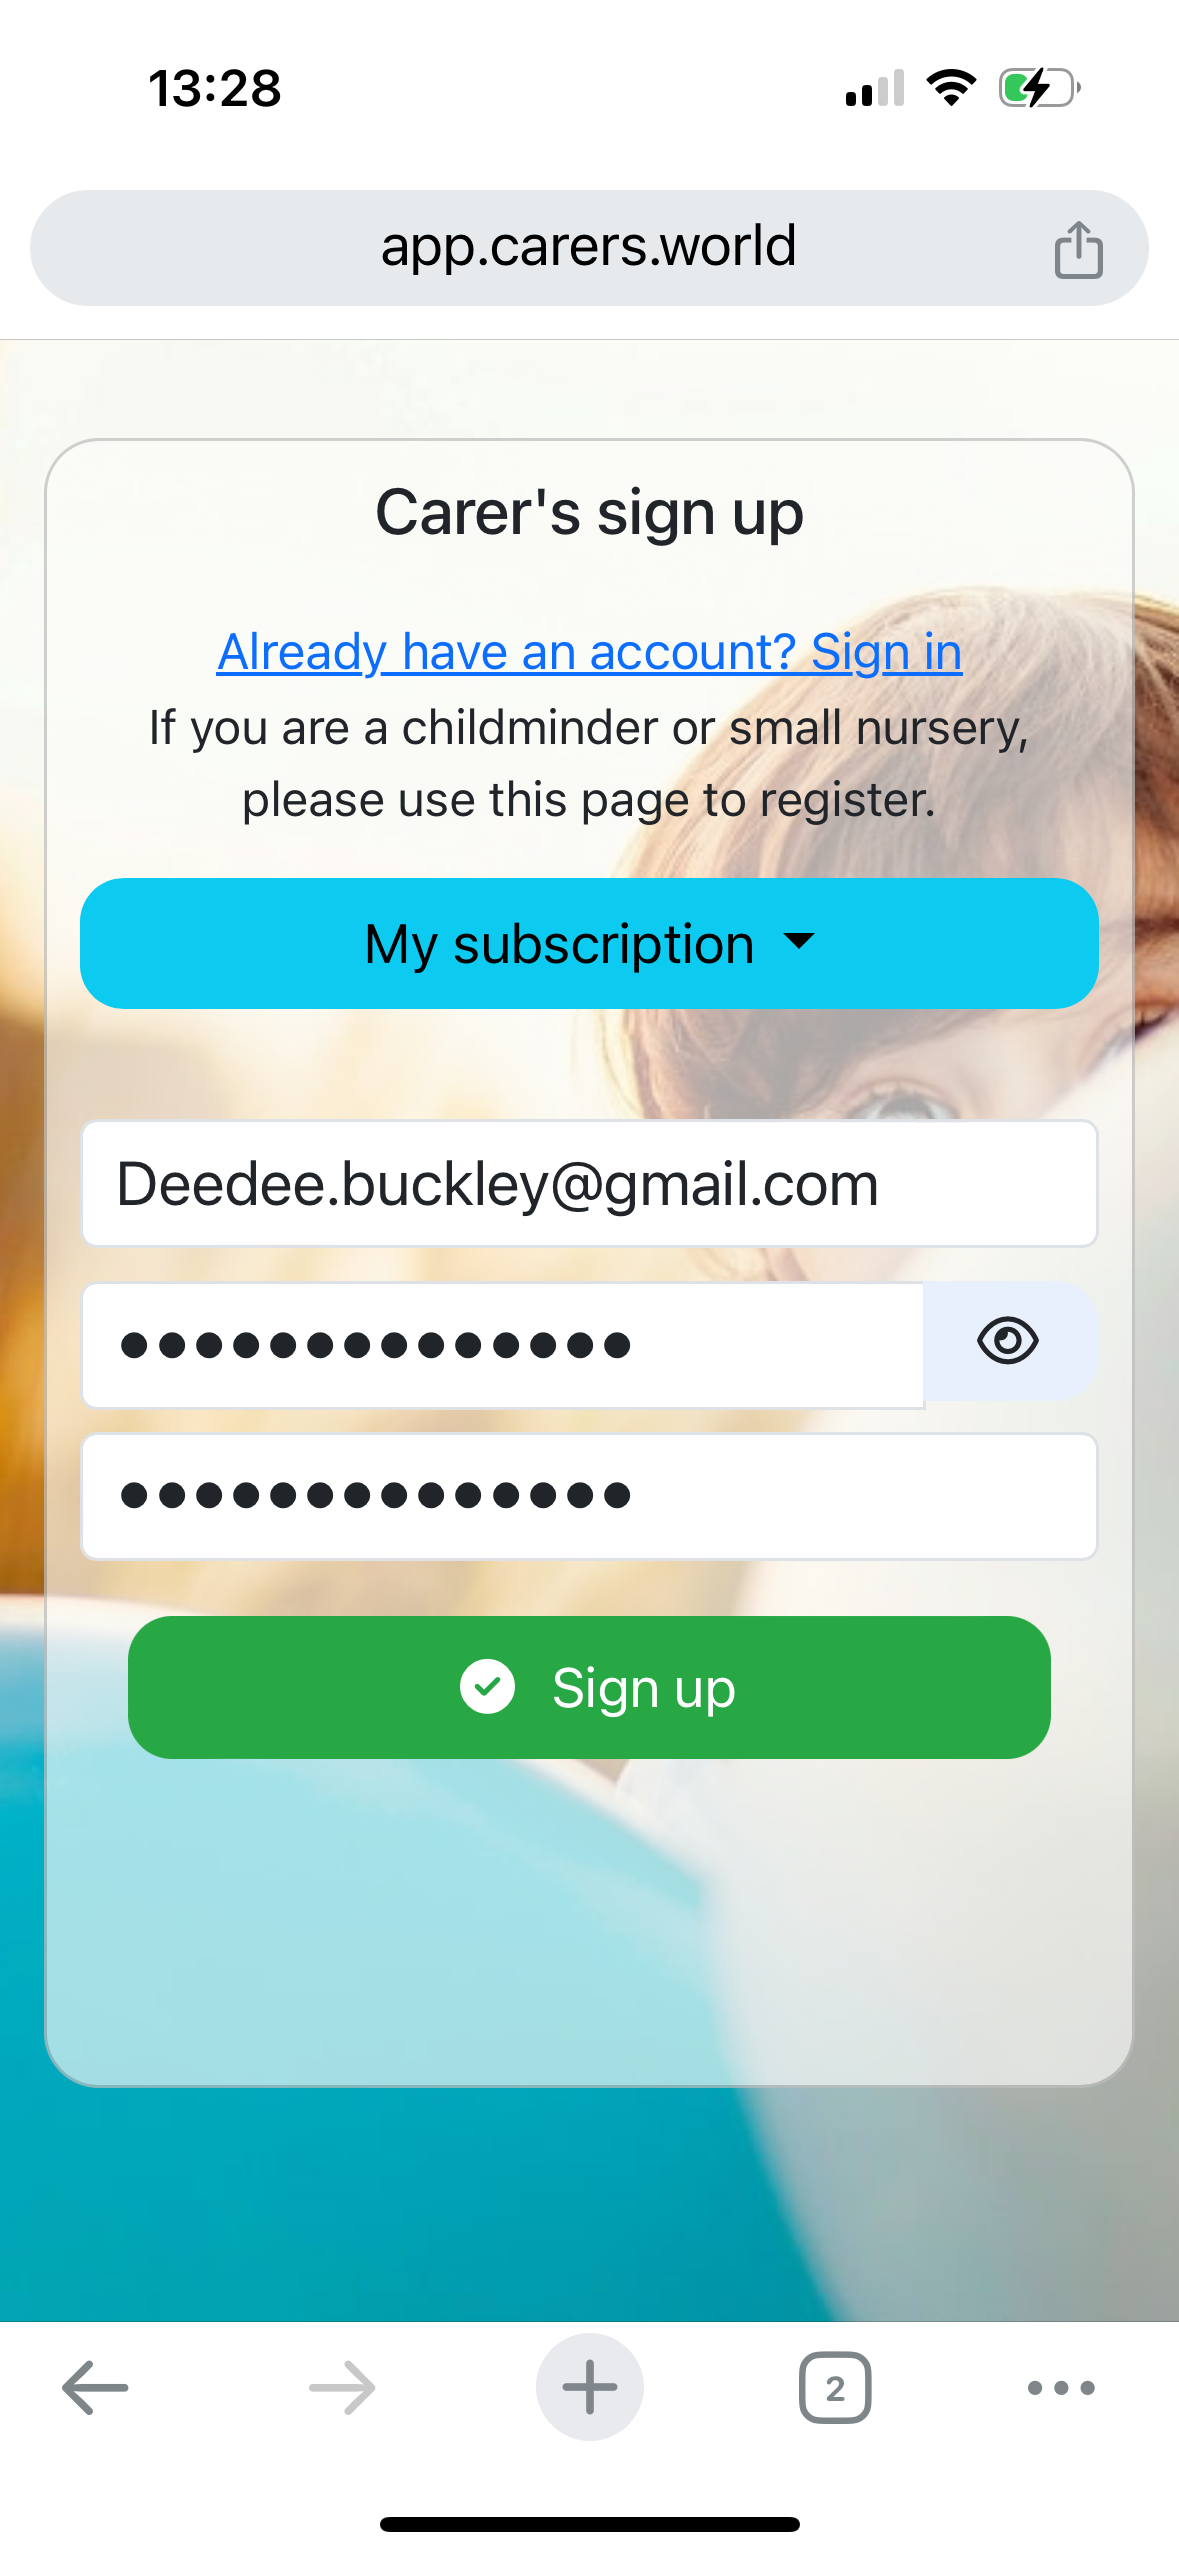 13:28
app.carers.world
Carer's sign up
Already have an account? Sign in
If you are a childminder or small nursery,
please use this page to register.
My subscription
Deedee.buckley@gmail.com
••••••••••••••
••••••••••••••
Sign up
2